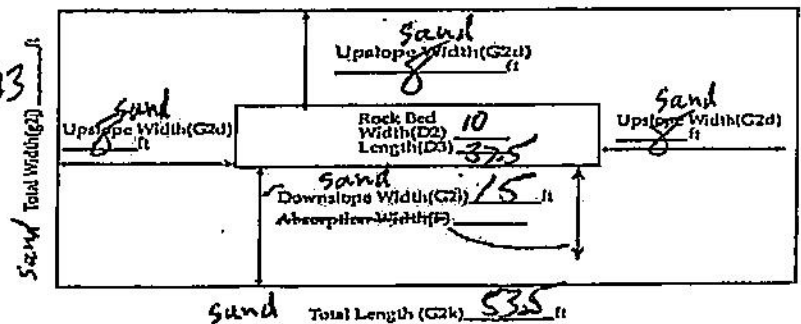 sand
Upslope Width(G2d)
8 ft
33 ft
sand Total Width(g2j)
sand
Upslope Width(G2d)
8 ft
Rock Bed
Width(D2) 10
Length(D3) 37.5
sand
Upslope Width(G2d)
8 ft
sand
Downslope Width(G2i) 15 ft
Absorption Width(F)
sand Total Length (G2k) 53.5 ft